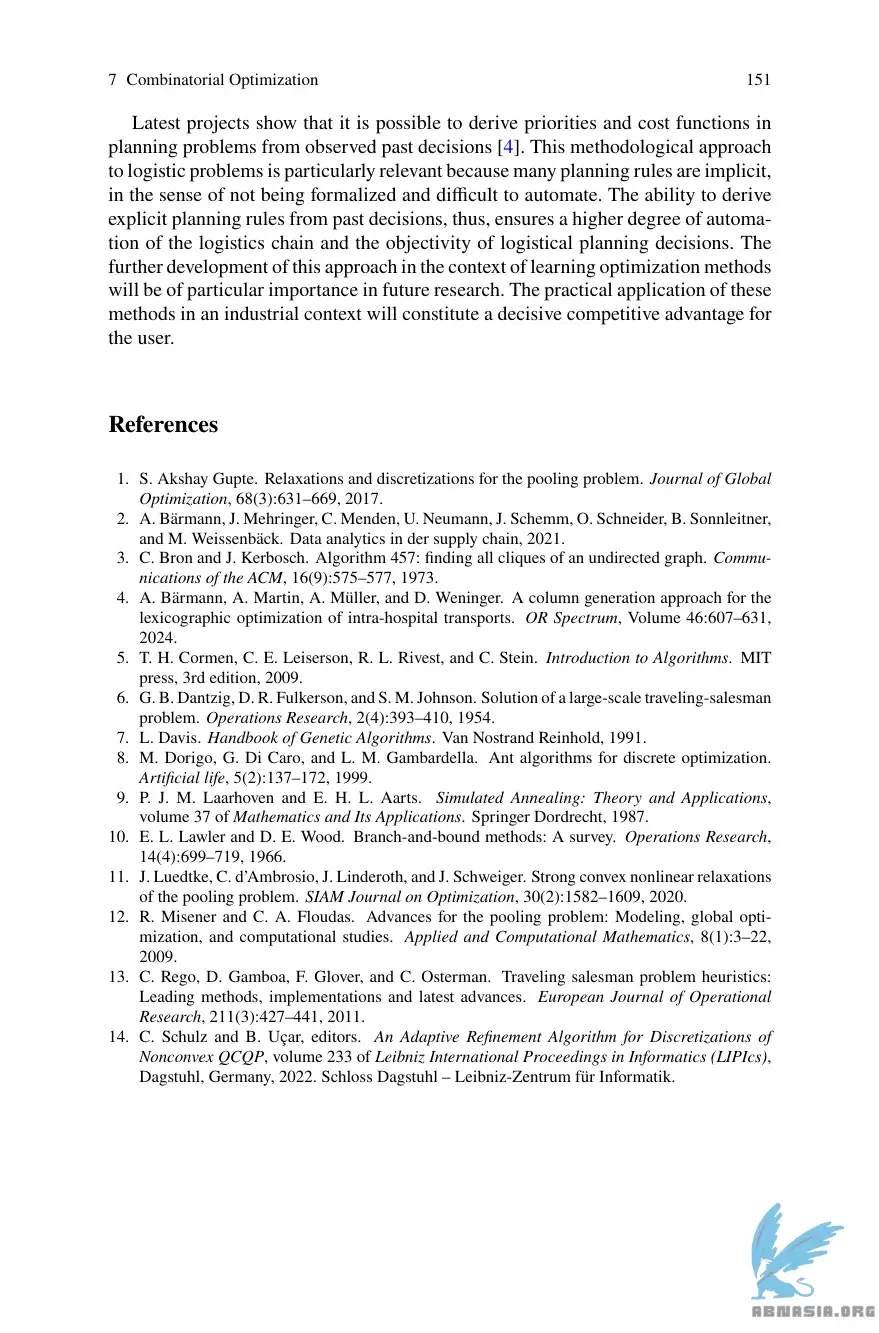 7 Combinatorial Optimization 151
Latest projects show that it is possible to derive priorities and cost functions in
planning problems from observed past decisions [4]. This methodological approach
to logistic problems is particularly relevant because many planning rules are implicit,
in the sense of not being formalized and difficult to automate. The ability to derive
explicit planning rules from past decisions, thus, ensures a higher degree of automa-
tion of the logistics chain and the objectivity of logistical planning decisions. The
further development of this approach in the context of learning optimization methods
will be of particular importance in future research. The practical application of these
methods in an industrial context will constitute a decisive competitive advantage for
the user.
References
1. S. Akshay Gupte. Relaxations and discretizations for the pooling problem. Journal of Global
Optimization, 68(3):631–669, 2017.
2. A. Bärmann, J. Mehringer, C. Menden, U. Neumann, J. Schemm, O. Schneider, B. Sonnleitner,
and M. Weissenbäck. Data analytics in der supply chain, 2021.
3. C. Bron and J. Kerbosch. Algorithm 457: finding all cliques of an undirected graph. Commu-
nications of the ACM, 16(9):575–577, 1973.
4. A. Bärmann, A. Martin, A. Müller, and D. Weninger. A column generation approach for the
lexicographic optimization of intra-hospital transports. OR Spectrum, Volume 46:607–631,
2024.
5. T. H. Cormen, C. E. Leiserson, R. L. Rivest, and C. Stein. Introduction to Algorithms. MIT
press, 3rd edition, 2009.
6. G. B. Dantzig, D. R. Fulkerson, and S. M. Johnson. Solution of a large-scale traveling-salesman
problem. Operations Research, 2(4):393–410, 1954.
7. L. Davis. Handbook of Genetic Algorithms. Van Nostrand Reinhold, 1991.
8. M. Dorigo, G. Di Caro, and L. M. Gambardella. Ant algorithms for discrete optimization.
Artificial life, 5(2):137–172, 1999.
9. P. J. M. Laarhoven and E. H. L. Aarts. Simulated Annealing: Theory and Applications,
volume 37 of Mathematics and Its Applications. Springer Dordrecht, 1987.
10. E. L. Lawler and D. E. Wood. Branch-and-bound methods: A survey. Operations Research,
14(4):699–719, 1966.
11. J. Luedtke, C. d'Ambrosio, J. Linderoth, and J. Schweiger. Strong convex nonlinear relaxations
of the pooling problem. SIAM Journal on Optimization, 30(2):1582–1609, 2020.
12. R. Misener and C. A. Floudas. Advances for the pooling problem: Modeling, global opti-
mization, and computational studies. Applied and Computational Mathematics, 8(1):3–22,
2009.
13. C. Rego, D. Gamboa, F. Glover, and C. Osterman. Traveling salesman problem heuristics:
Leading methods, implementations and latest advances. European Journal of Operational
Research, 211(3):427–441, 2011.
14. C. Schulz and B. Uçar, editors. An Adaptive Refinement Algorithm for Discretizations of
Nonconvex QCQP, volume 233 of Leibniz International Proceedings in Informatics (LIPIcs),
Dagstuhl, Germany, 2022. Schloss Dagstuhl – Leibniz-Zentrum für Informatik.
ABNASIA.ORG